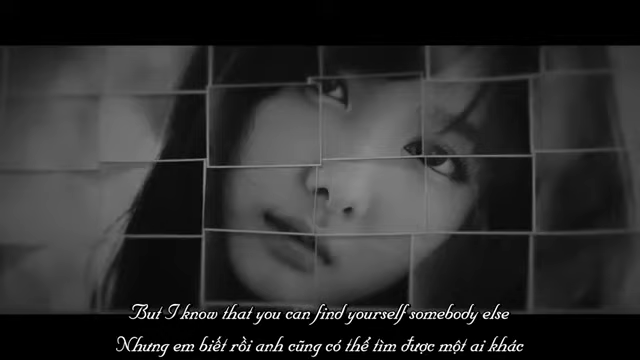 But I know that you can find yourself somebody else
Nhưng em biết rồi anh cũng có thể tìm được một ai khác